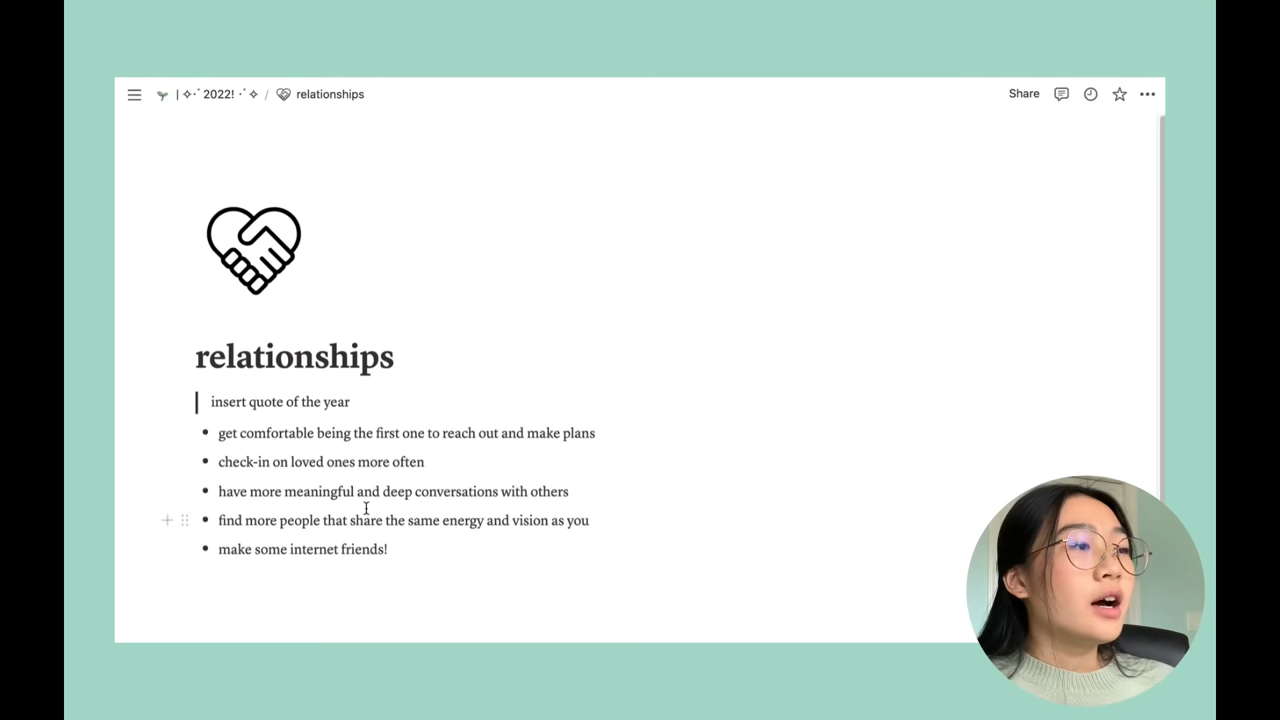 | ✧·˚ 2022! ·˚ ✧ / relationships
Share
relationships
insert quote of the year
• get comfortable being the first one to reach out and make plans
• check-in on loved ones more often
• have more meaningful and deep conversations with others
• find more people that share the same energy and vision as you
• make some internet friends!